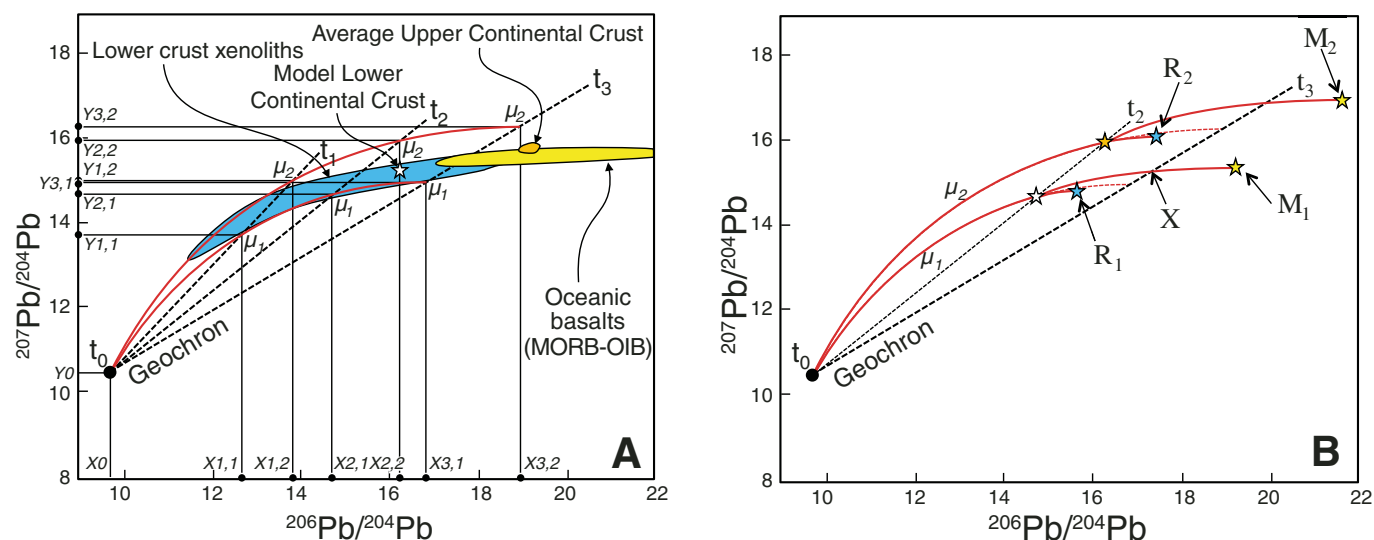 Average Upper Continental Crust
Lower crust xenoliths
Model Lower
Continental Crust
t3
t2
t1
μ2
μ2
μ2
μ1
μ1
μ1
Oceanic
basalts
(MORB-OIB)
Geochron
t0
18
16
14
12
10
8
Y3,2
Y2,2
Y1,2
Y3,1
Y2,1
Y1,1
Y0
X0
X1,1
X1,2
X2,1
X2,2
X3,1
X3,2
10
12
14
16
18
20
22
207Pb/204Pb
206Pb/204Pb
A
M2
R2
t3
t2
μ2
μ1
X
M1
R1
Geochron
t0
18
16
14
12
10
8
10
12
14
16
18
20
22
207Pb/204Pb
206Pb/204Pb
B